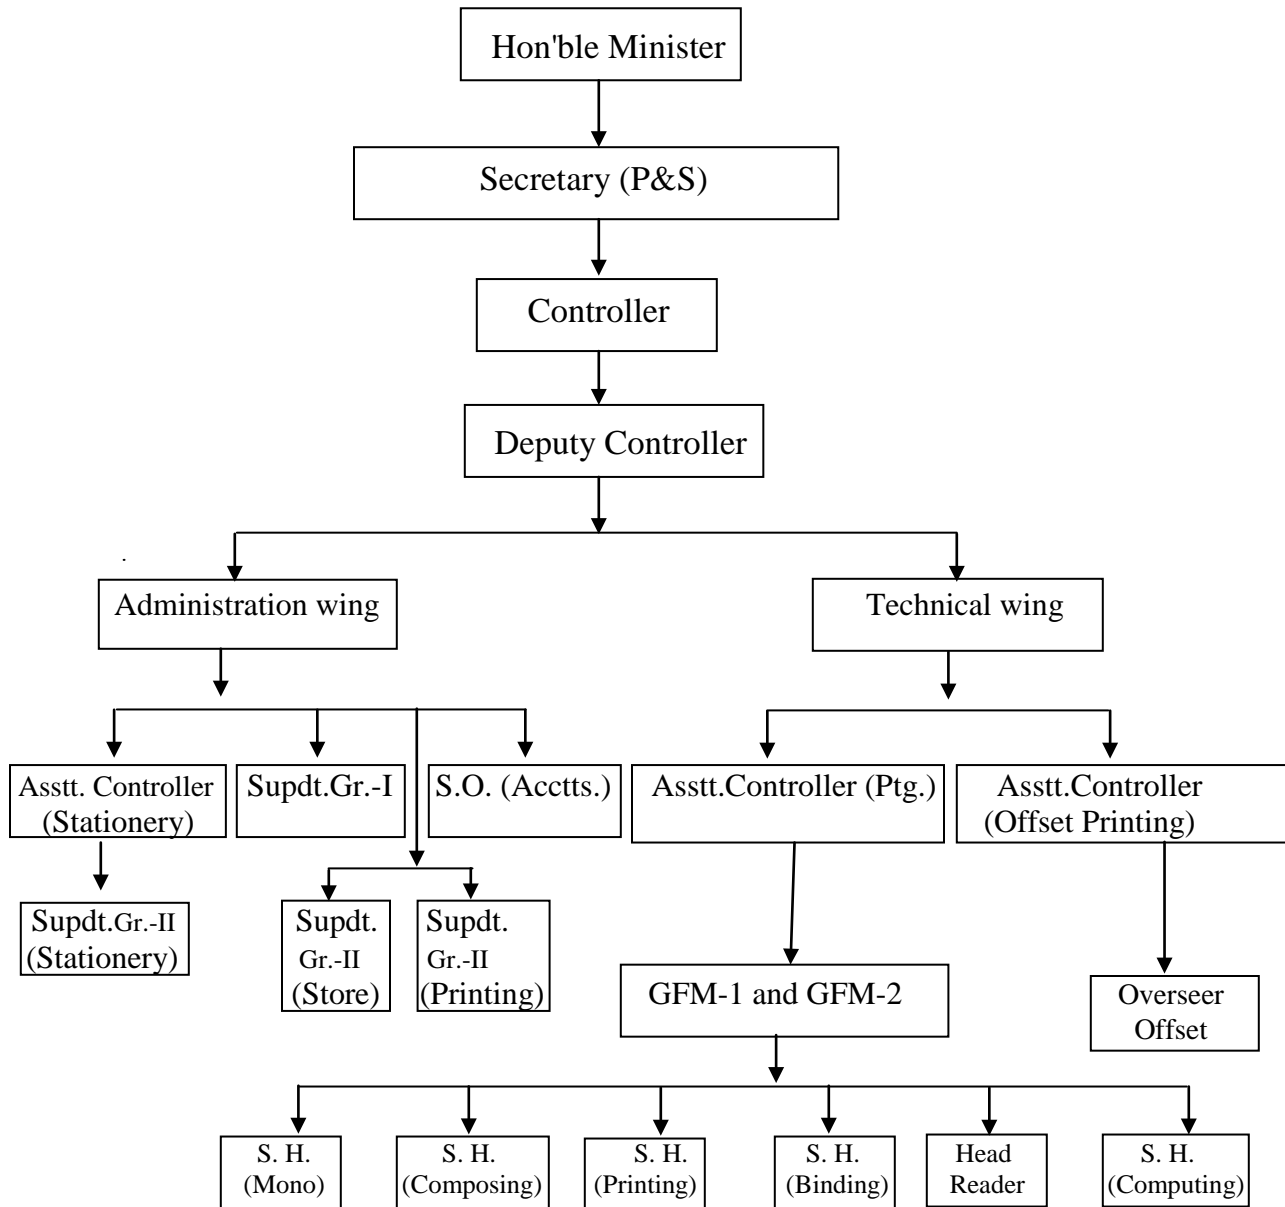 Hon'ble Minister
Secretary (P&S)
Controller
Deputy Controller
Administration wing
Technical wing
Asstt. Controller
(Stationery)
Supdt.Gr.-I
S.O. (Acctts.)
Asstt.Controller (Ptg.)
Asstt.Controller
(Offset Printing)
Supdt.Gr.-II
(Stationery)
Supdt.
Gr.-II
(Store)
Supdt.
Gr.-II
(Printing)
GFM-1 and GFM-2
Overseer
Offset
S. H.
(Mono)
S. H.
(Composing)
S. H.
(Printing)
S. H.
(Binding)
Head
Reader
S. H.
(Computing)